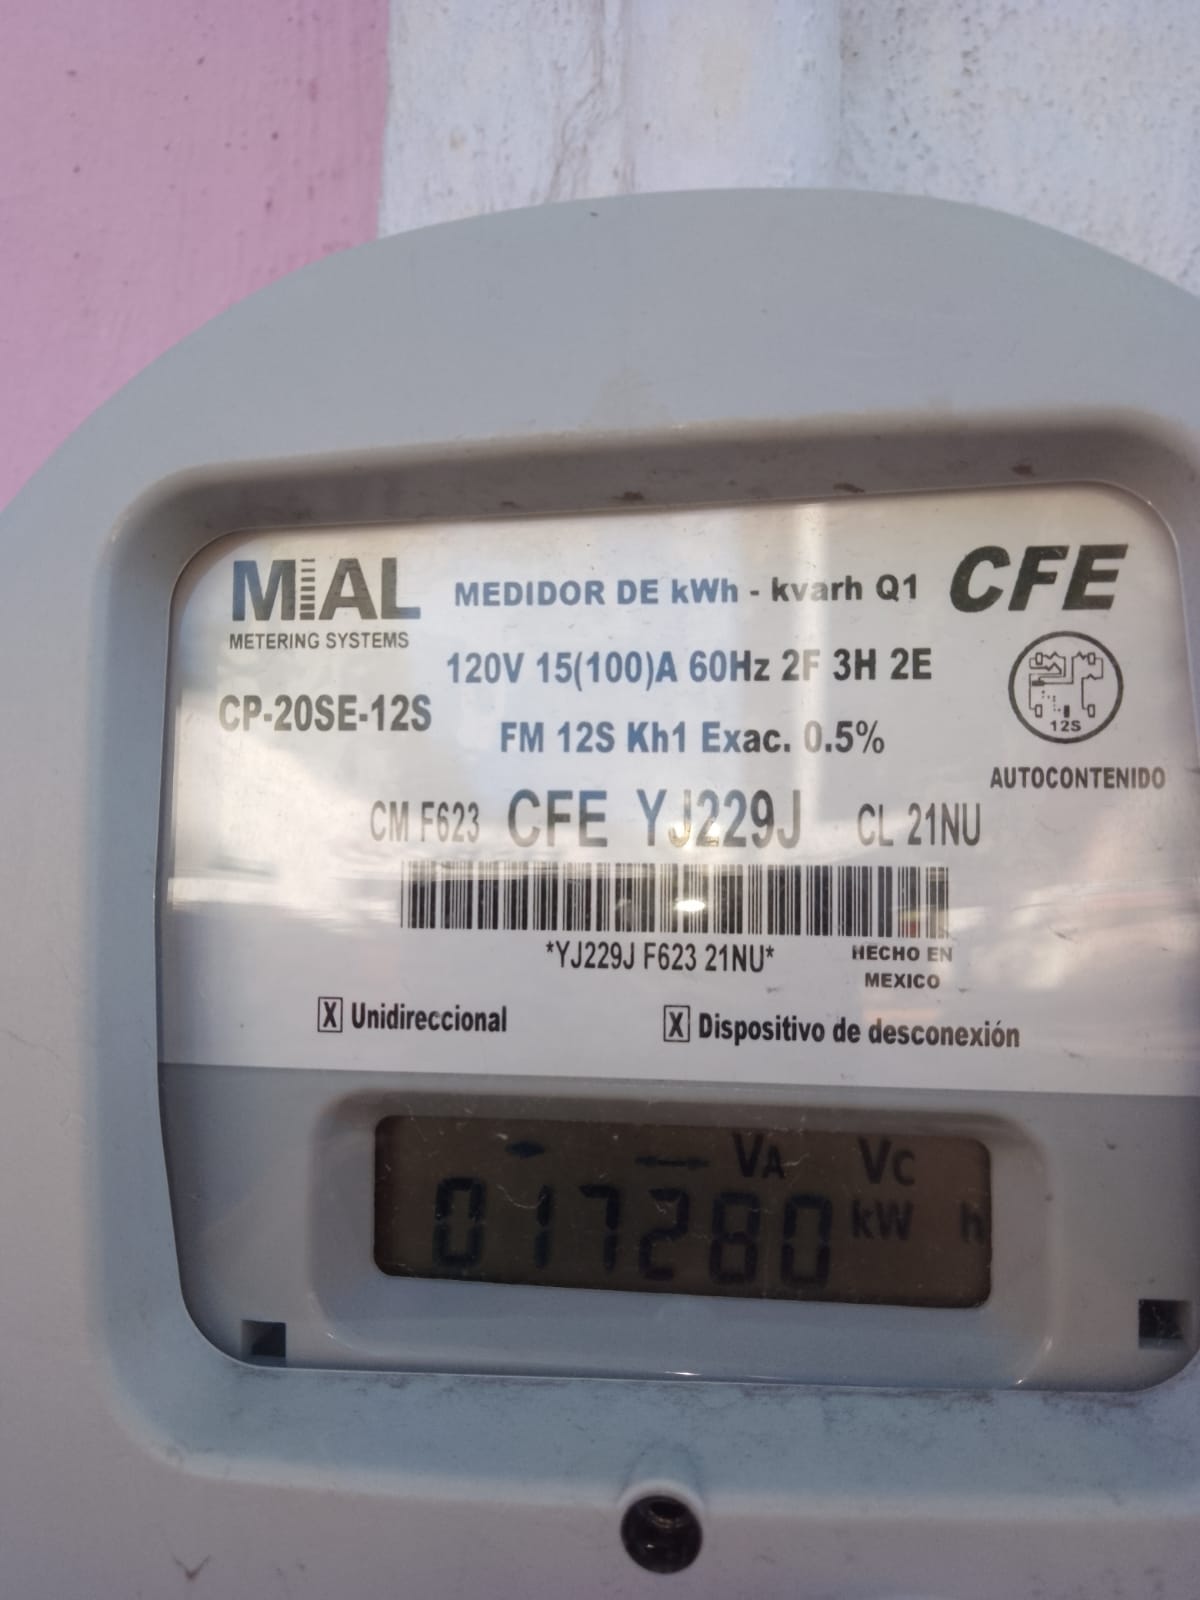 MIAL
METERING SYSTEMS
MEDIDOR DE kWh - kvarh Q1
CFE
120V 15(100)A 60Hz 2F 3H 2E
CP-20SE-12S
FM 12S Kh1 Exac. 0.5%
12S
AUTOCONTENIDO
CM F623 CFE YJ229J CL 21NU
*YJ229J F623 21NU*
HECHO EN
MEXICO
X Unidireccional
X Dispositivo de desconexión
VA VC
017280 kW h